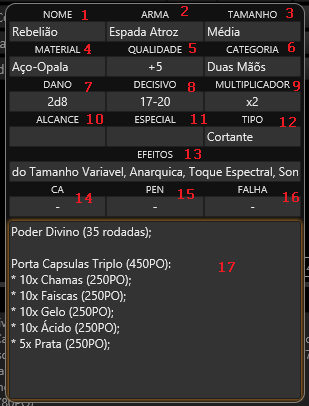 NOME 1 ARMA 2 TAMANHO 3
Rebelião Espada Atroz Média
MATERIAL 4 QUALIDADE 5 CATEGORIA 6
Aço-Opala +5 Duas Mãõs
DANO 7 DECISIVO 8 MULTIPLICADOR 9
2d8 17-20 x2
ALCANCE 10 ESPECIAL 11 TIPO 12
Cortante
EFEITOS 13
do Tamanho Variavel, Anarquica, Toque Espectral, Son
CA 14 PEN 15 FALHA 16
- - -
Poder Divino (35 rodadas);
Porta Capsulas Triplo (450PO): 17
* 10x Chamas (250PO);
* 10x Faiscas (250PO);
* 10x Gelo (250PO);
* 10x Ácido (250PO);
* 5x Prata (250PO);